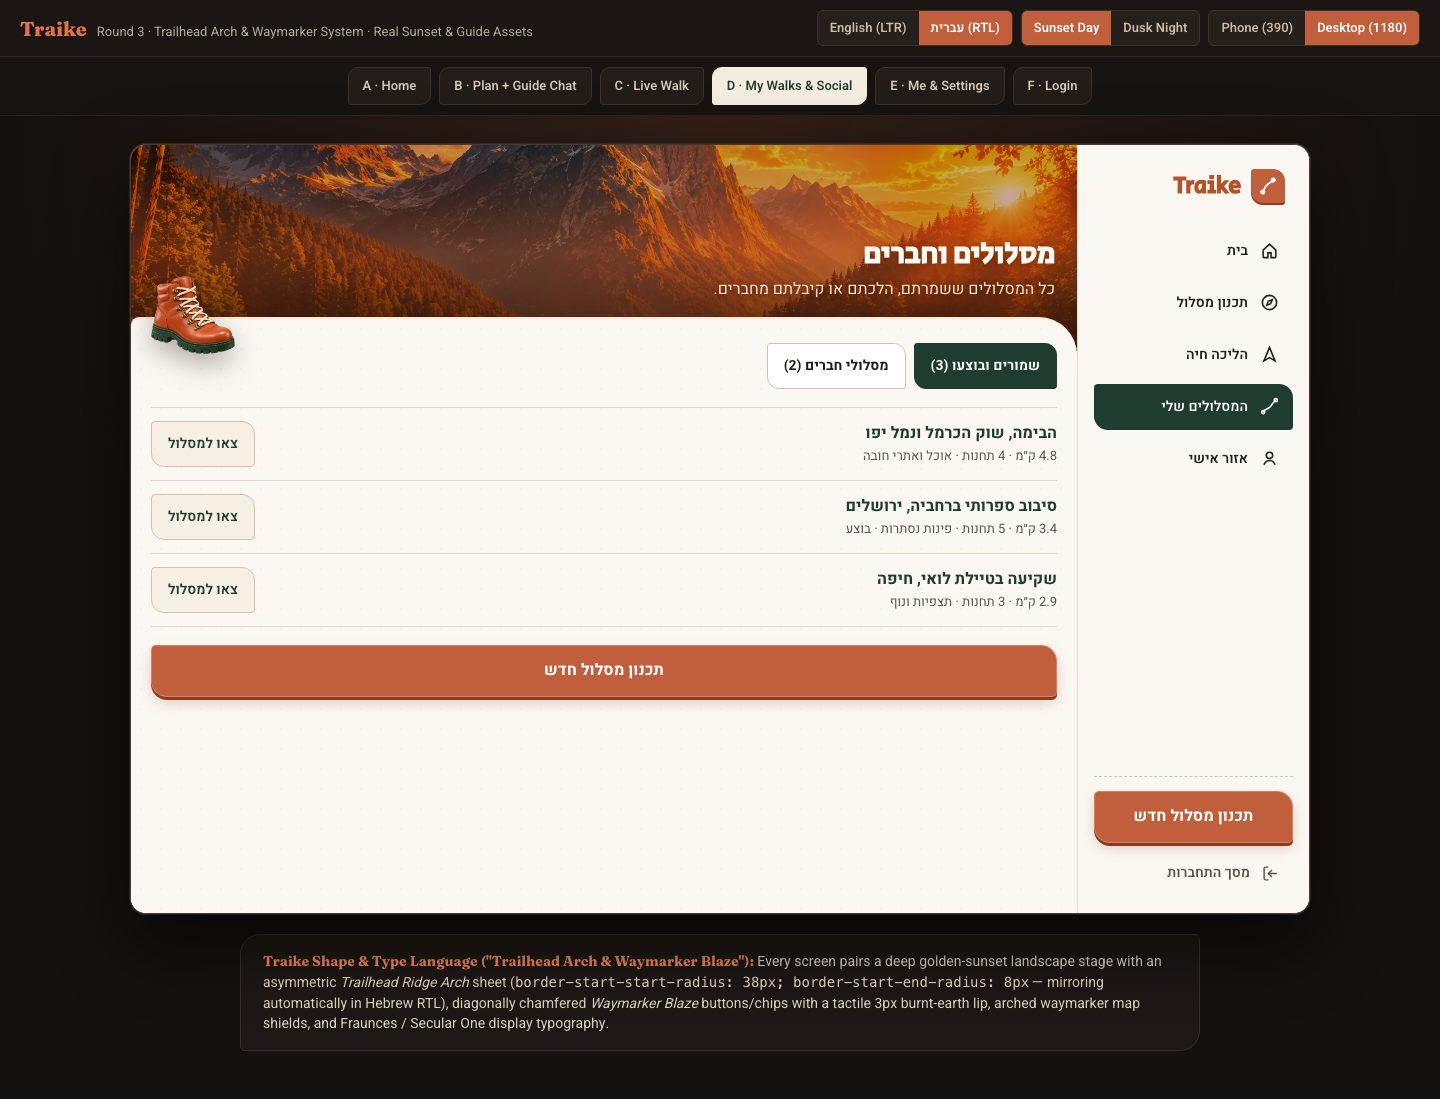 Traike Round 3 · Trailhead Arch & Waymarker System · Real Sunset & Guide Assets
English (LTR) עברית (RTL) Sunset Day Dusk Night Phone (390) Desktop (1180)
A · Home B · Plan + Guide Chat C · Live Walk D · My Walks & Social E · Me & Settings F · Login
Traike
בית
תכנון מסלול
הליכה חיה
המסלולים שלי
אזור אישי
תכנון מסלול חדש
מסך התחברות
מסלולים וחברים
כל המסלולים ששמרתם, הלכתם או קיבלתם מחברים.
שמורים ובוצעו (3) מסלולי חברים (2)
הבימה, שוק הכרמל ונמל יפו
4.8 ק״מ · 4 תחנות · אוכל ואתרי חובה
צאו למסלול
סיבוב ספרותי ברחביה, ירושלים
3.4 ק״מ · 5 תחנות · פינות נסתרות · בוצע
צאו למסלול
שקיעה בטיילת לואי, חיפה
2.9 ק״מ · 3 תחנות · תצפיות ונוף
צאו למסלול
תכנון מסלול חדש
Traike Shape & Type Language ("Trailhead Arch & Waymarker Blaze"): Every screen pairs a deep golden-sunset landscape stage with an
asymmetric Trailhead Ridge Arch sheet (border-start-start-radius: 38px; border-start-end-radius: 8px — mirroring
automatically in Hebrew RTL), diagonally chamfered Waymarker Blaze buttons/chips with a tactile 3px burnt-earth lip, arched waymarker map
shields, and Fraunces / Secular One display typography.